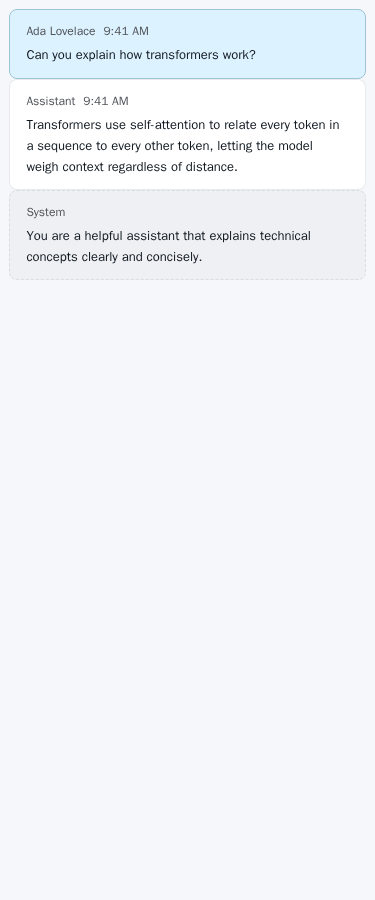 Ada Lovelace 9:41 AM
Can you explain how transformers work?
Assistant 9:41 AM
Transformers use self-attention to relate every token in
a sequence to every other token, letting the model
weigh context regardless of distance.
System
You are a helpful assistant that explains technical
concepts clearly and concisely.